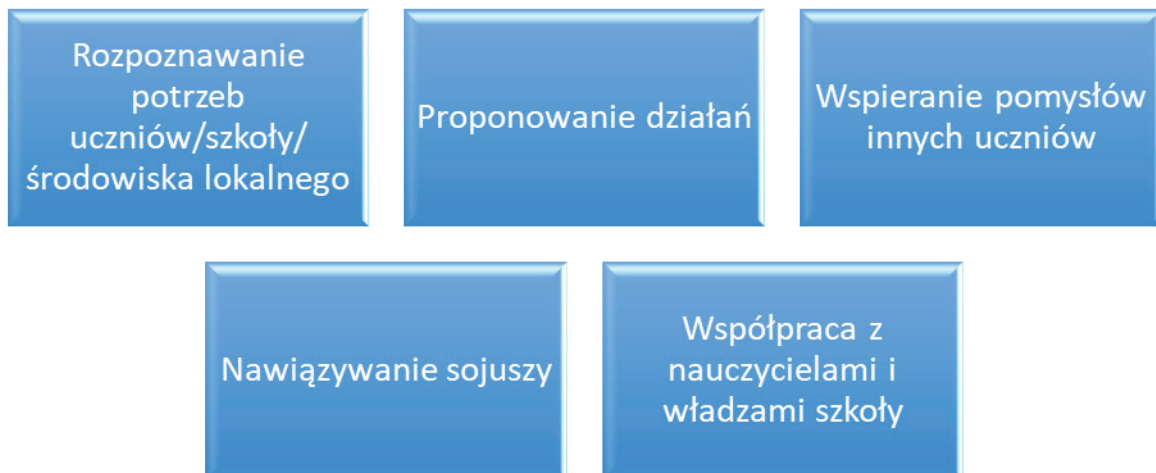 Rozpoznawanie
potrzeb
uczniów/szkoły/
środowiska lokalnego
Proponowanie działań
Wspieranie pomysłów
innych uczniów
Nawiązywanie sojuszy
Współpraca z
nauczycielami i
władzami szkoły